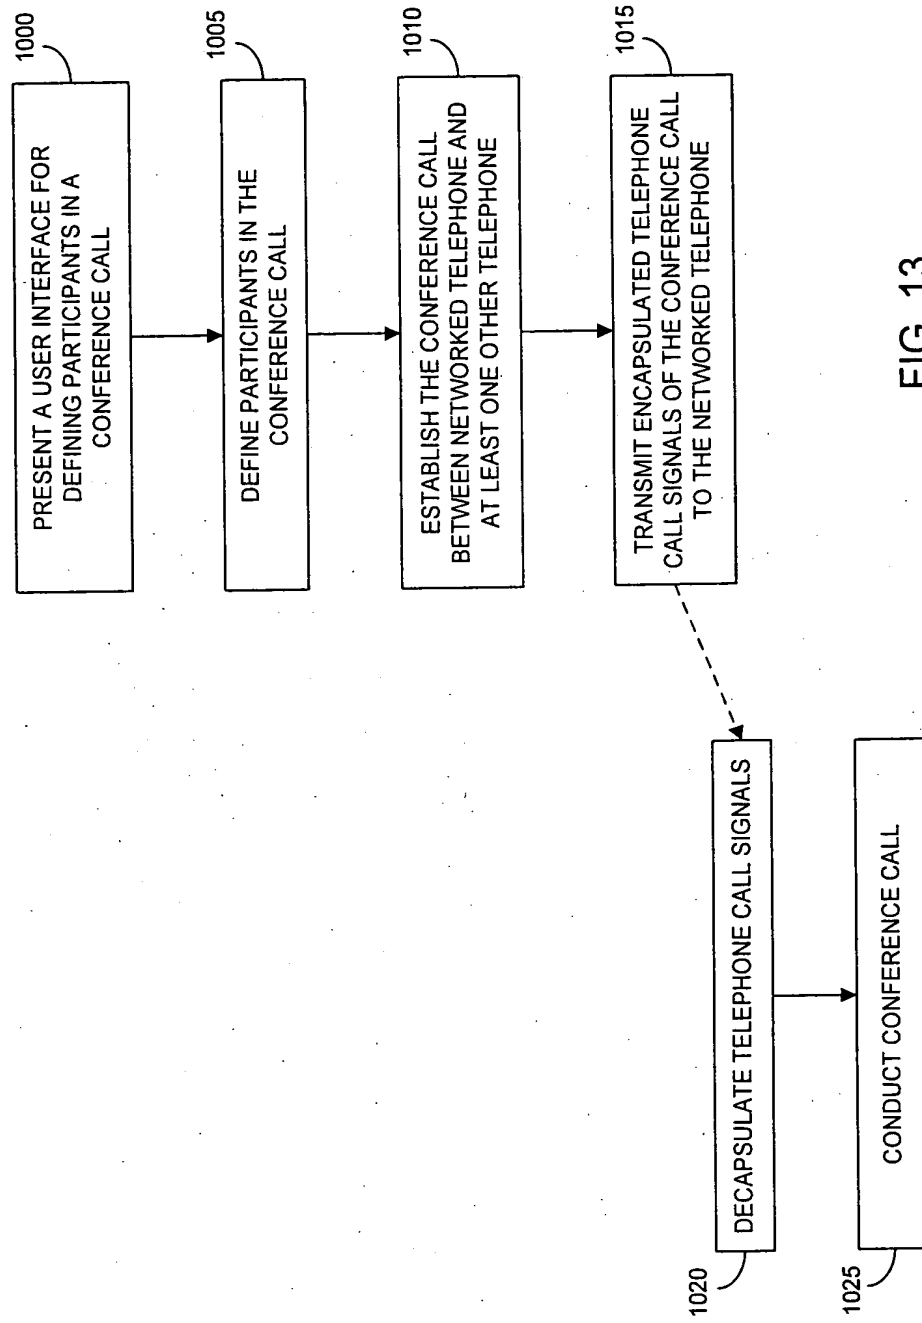 1000
PRESENT A USER INTERFACE FOR
DEFINING PARTICIPANTS IN A
CONFERENCE CALL
1005
DEFINE PARTICIPANTS IN THE
CONFERENCE CALL
1010
ESTABLISH THE CONFERENCE CALL
BETWEEN NETWORKED TELEPHONE AND
AT LEAST ONE OTHER TELEPHONE
1015
TRANSMIT ENCAPSULATED TELEPHONE
CALL SIGNALS OF THE CONFERENCE CALL
TO THE NETWORKED TELEPHONE
1020
DECAPSULATE TELEPHONE CALL SIGNALS
1025
CONDUCT CONFERENCE CALL
FIG. 13